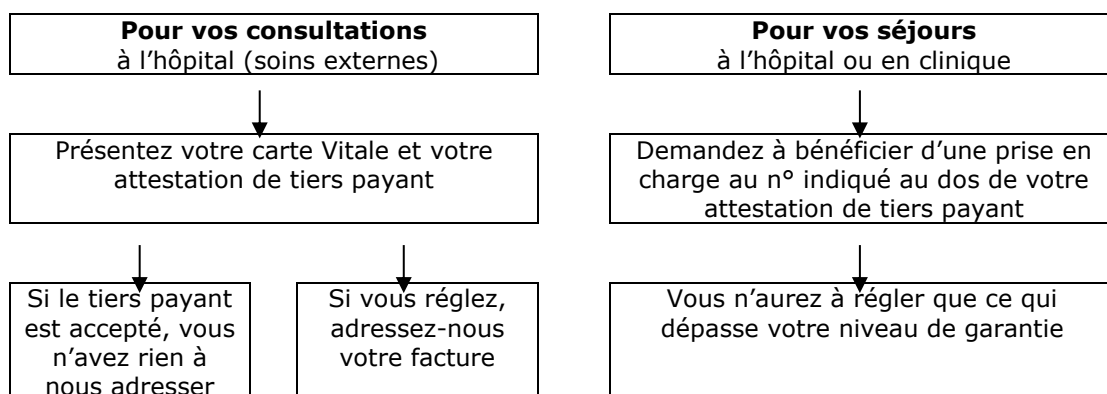 Pour vos consultations
à l’hôpital (soins externes)
Présentez votre carte Vitale et votre
attestation de tiers payant
Si le tiers payant
est accepté, vous
n’avez rien à
nous adresser
Si vous réglez,
adressez-nous
votre facture
Pour vos séjours
à l’hôpital ou en clinique
Demandez à bénéficier d’une prise en
charge au n° indiqué au dos de votre
attestation de tiers payant
Vous n’aurez à régler que ce qui
dépasse votre niveau de garantie